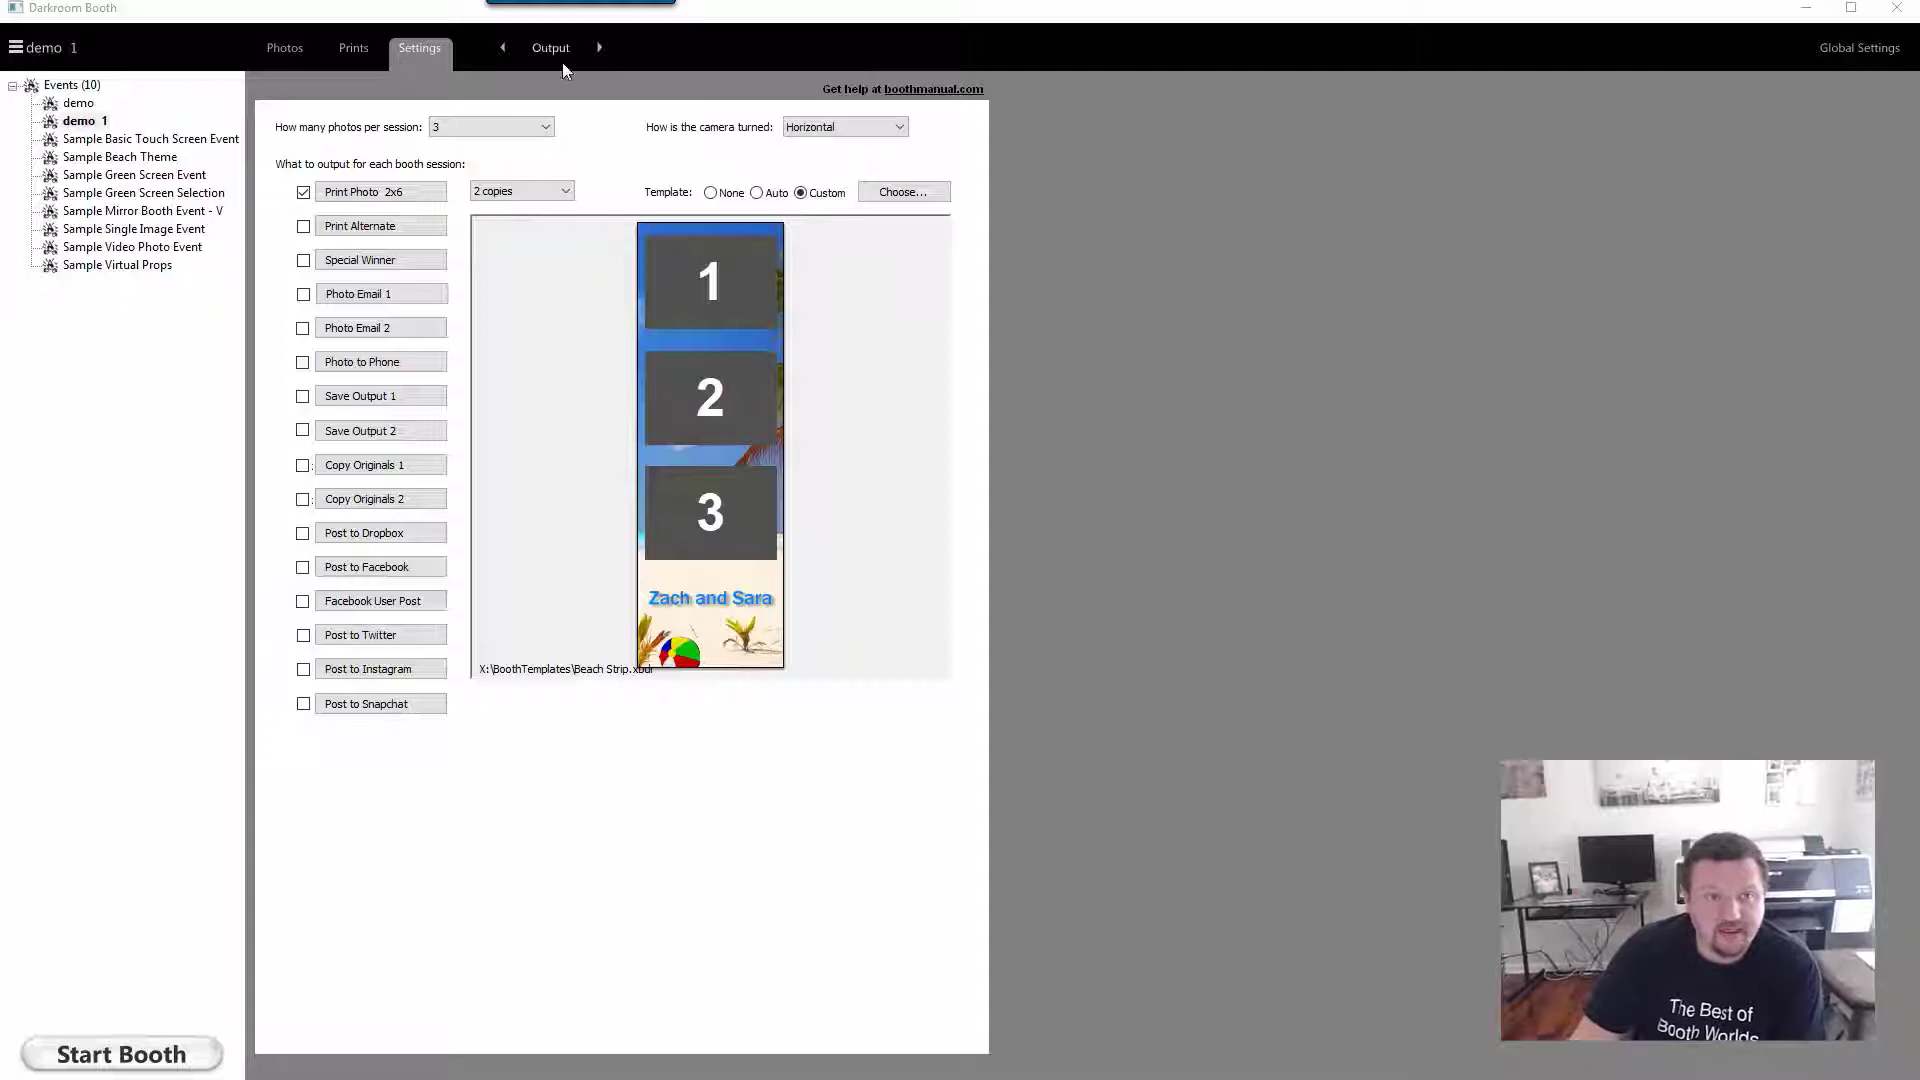 Darkroom Booth
demo 1
Photos
Prints
Settings
Output
Global Settings
Get help at boothmanual.com
Events (10)
demo
demo 1
Sample Basic Touch Screen Event
Sample Beach Theme
Sample Green Screen Event
Sample Green Screen Selection
Sample Mirror Booth Event - V
Sample Single Image Event
Sample Video Photo Event
Sample Virtual Props
How many photos per session: 3
How is the camera turned: Horizontal
What to output for each booth session:
Print Photo 2x6
2 copies
Template: None Auto Custom Choose...
Print Alternate
Special Winner
Photo Email 1
Photo Email 2
Photo to Phone
Save Output 1
Save Output 2
Copy Originals 1
Copy Originals 2
Post to Dropbox
Post to Facebook
Facebook User Post
Post to Twitter
Post to Instagram
Post to Snapchat
1
2
3
Zach and Sara
X:\BoothTemplates\Beach Strip.xbdr
The Best of
Booth Worlds
Start Booth